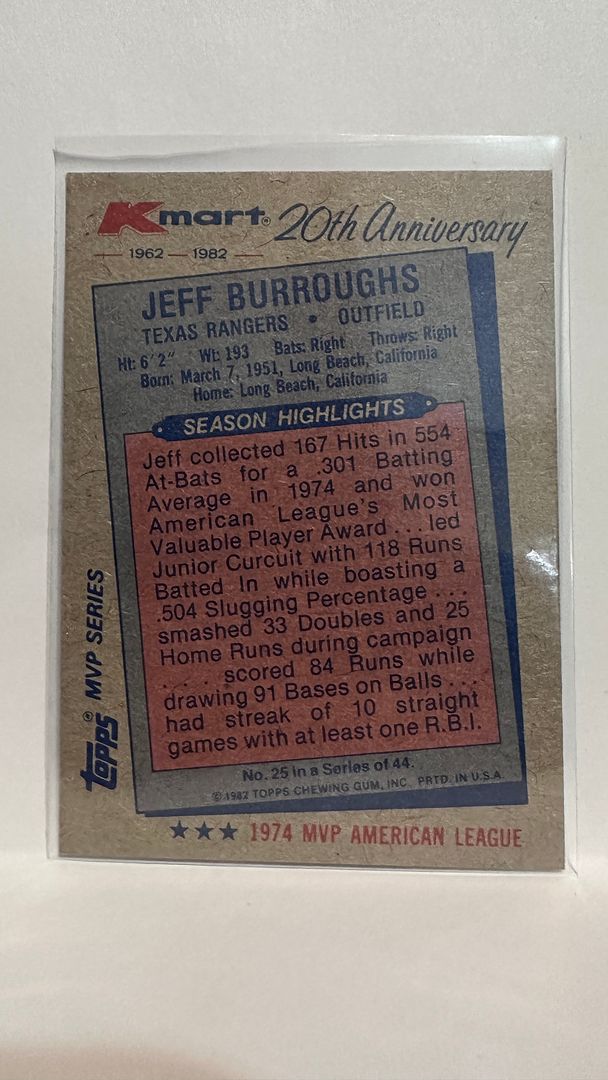 Kmart® 20th Anniversary
1962 — 1982
JEFF BURROUGHS
TEXAS RANGERS • OUTFIELD
Ht: 6'2" Wt: 193 Bats: Right Throws: Right
Born: March 7, 1951, Long Beach, California
Home: Long Beach, California
SEASON HIGHLIGHTS
Jeff collected 167 Hits in 554
At-Bats for a .301 Batting
Average in 1974 and won
American League's Most
Valuable Player Award . . . led
Junior Curcuit with 118 Runs
Batted In while boasting a
.504 Slugging Percentage . . .
smashed 33 Doubles and 25
Home Runs during campaign
. . . scored 84 Runs while
drawing 91 Bases on Balls . . .
had streak of 10 straight
games with at least one R.B.I.
No. 25 in a Series of 44.
©1982 TOPPS CHEWING GUM, INC. PRTD. IN U.S.A.
topps® MVP SERIES
★★★ 1974 MVP AMERICAN LEAGUE